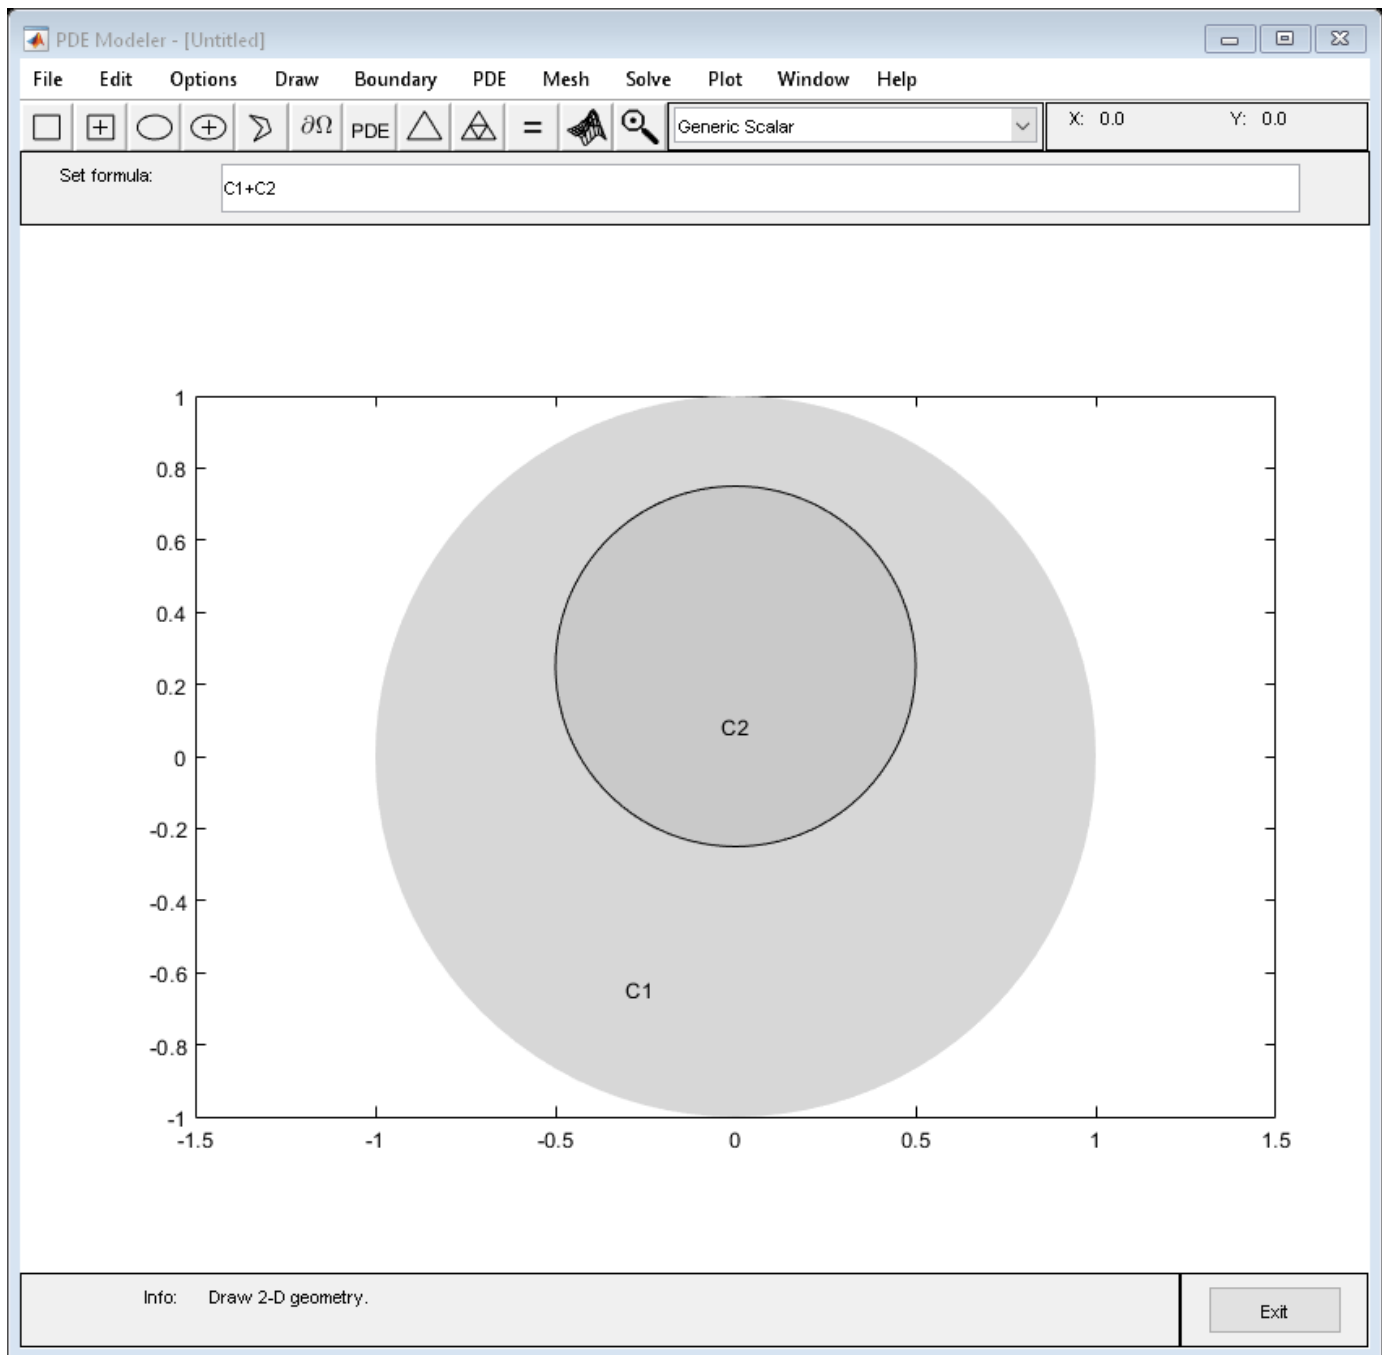 PDE Modeler - [Untitled]
File Edit Options Draw Boundary PDE Mesh Solve Plot Window Help
∂Ω PDE = Generic Scalar X: 0.0 Y: 0.0
Set formula: C1+C2
1
0.8
0.6
0.4
0.2
C2
0
-0.2
-0.4
-0.6
C1
-0.8
-1
-1.5 -1 -0.5 0 0.5 1 1.5
Info: Draw 2-D geometry. Exit